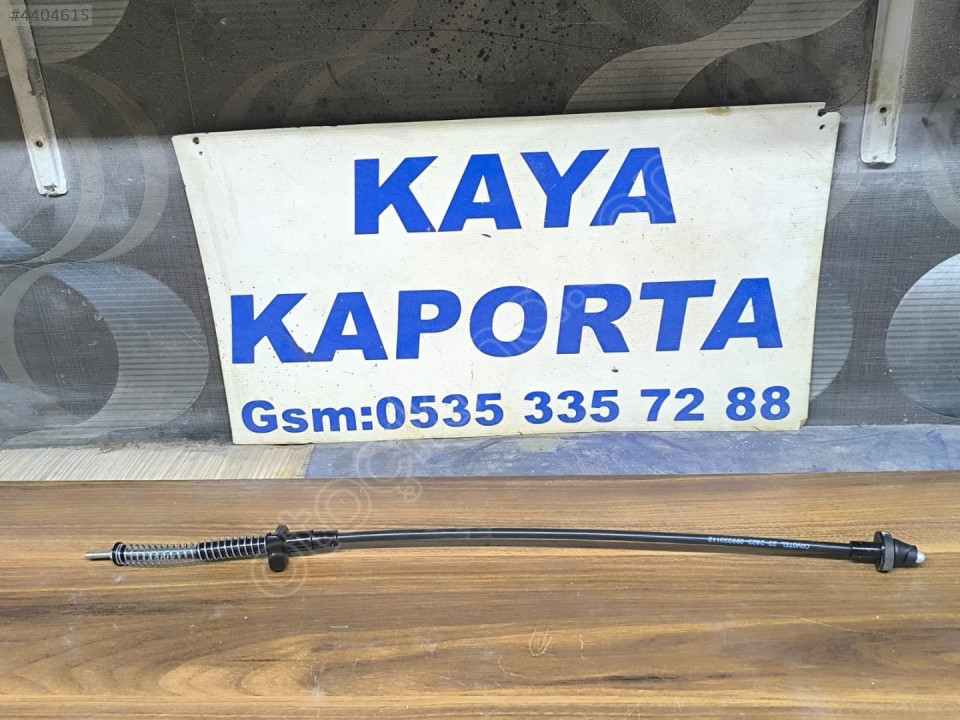 #4404615
KAYA
KAPORTA
Gsm:0535 335 72 88